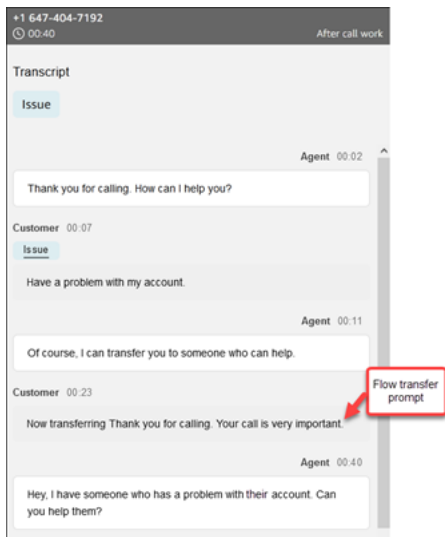 +1 647-404-7192
00:40 After call work
Transcript
Issue
Agent 00:02
Thank you for calling. How can I help you?
Customer 00:07
Issue
Have a problem with my account.
Agent 00:11
Of course, I can transfer you to someone who can help.
Customer 00:23
Flow transfer
prompt
Now transferring Thank you for calling. Your call is very important.
Agent 00:40
Hey, I have someone who has a problem with their account. Can
you help them?